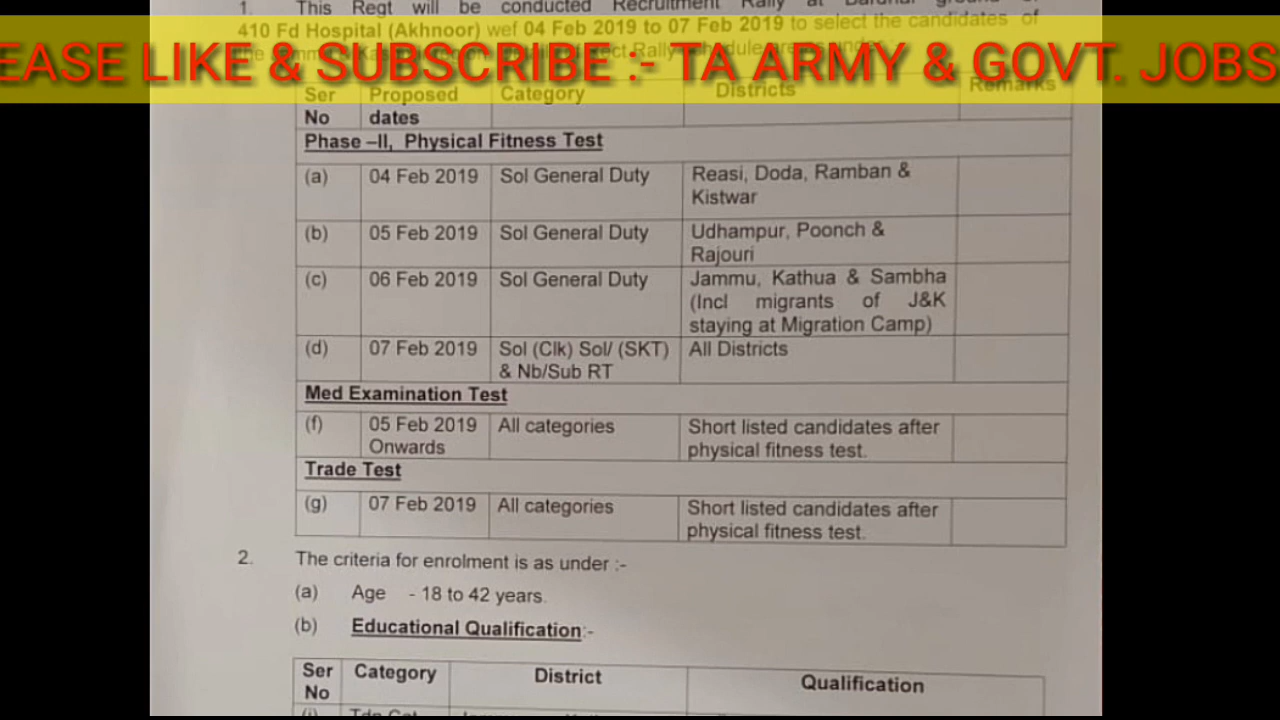 1. This Regt will be conducted Recruitment Rally at
410 Fd Hospital (Akhnoor) wef 04 Feb 2019 to 07 Feb 2019 to select the candidates of
EASE LIKE & SUBSCRIBE :- TA ARMY & GOVT. JOBS
Ser No Proposed dates Category Districts Remarks
Phase –II, Physical Fitness Test
(a) 04 Feb 2019 Sol General Duty Reasi, Doda, Ramban &
Kistwar
(b) 05 Feb 2019 Sol General Duty Udhampur, Poonch &
Rajouri
(c) 06 Feb 2019 Sol General Duty Jammu, Kathua & Sambha
(Incl migrants of J&K
staying at Migration Camp)
(d) 07 Feb 2019 Sol (Clk) Sol/ (SKT) All Districts
& Nb/Sub RT
Med Examination Test
(f) 05 Feb 2019 All categories Short listed candidates after
Onwards physical fitness test.
Trade Test
(g) 07 Feb 2019 All categories Short listed candidates after
physical fitness test.
2. The criteria for enrolment is as under :-
(a) Age - 18 to 42 years.
(b) Educational Qualification:-
Ser Category District Qualification
No